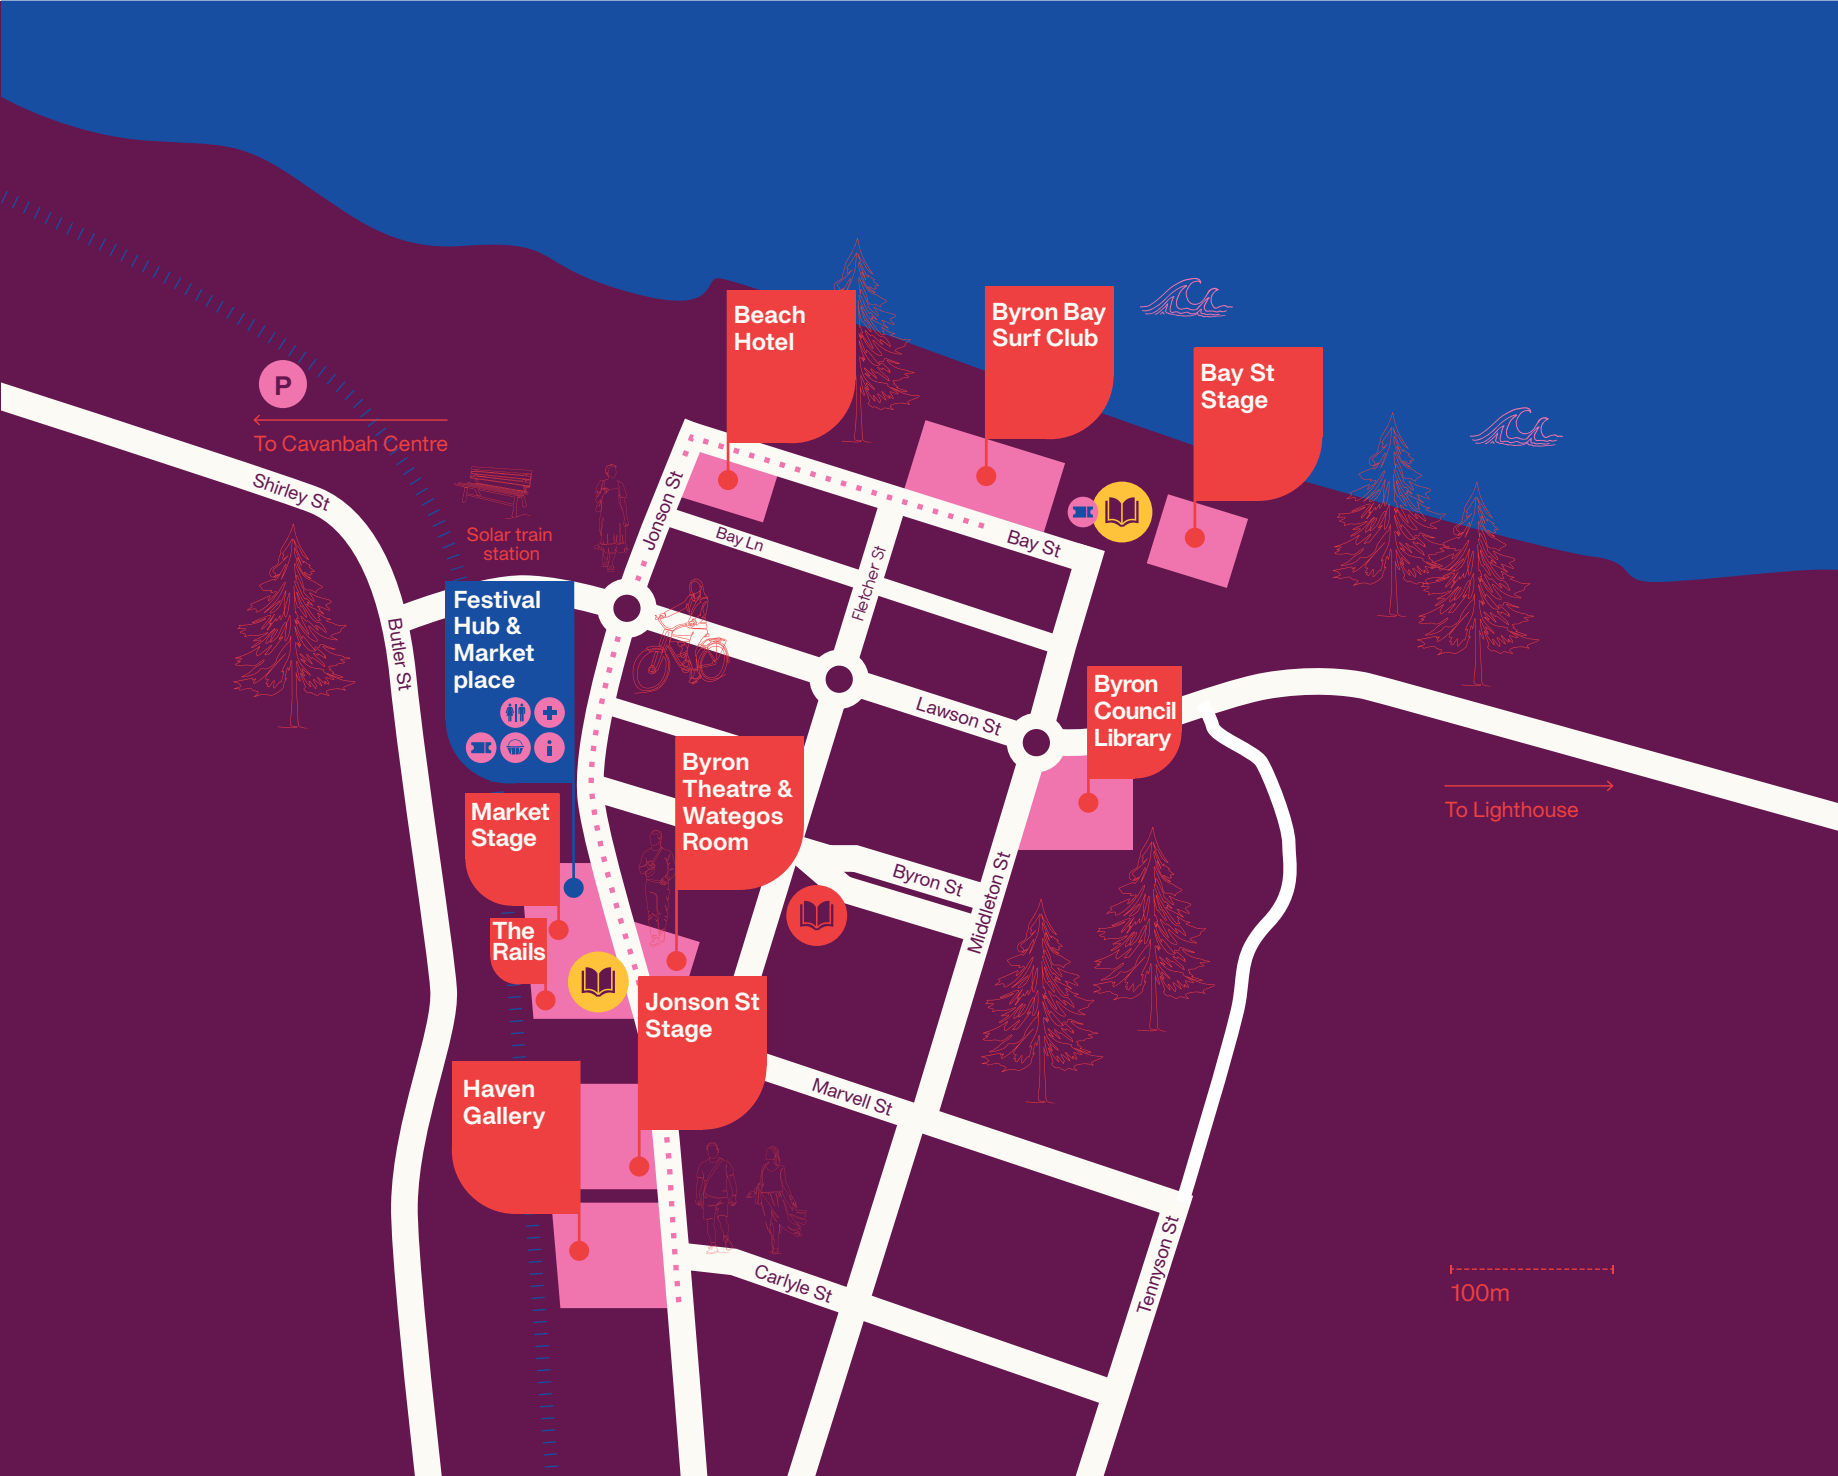 Beach
Hotel
Byron Bay
Surf Club
Bay St
Stage
P
To Cavanbah Centre
Shirley St
Solar train
station
Jonson St
Bay Ln
Bay St
Fletcher St
Butler St
Festival
Hub &
Market
place
i
Lawson St
Byron
Council
Library
To Lighthouse
Byron
Theatre &
Wategos
Room
Market
Stage
Byron St
Middleton St
The
Rails
Jonson St
Stage
Haven
Gallery
Marvell St
Carlyle St
Tennyson St
100m